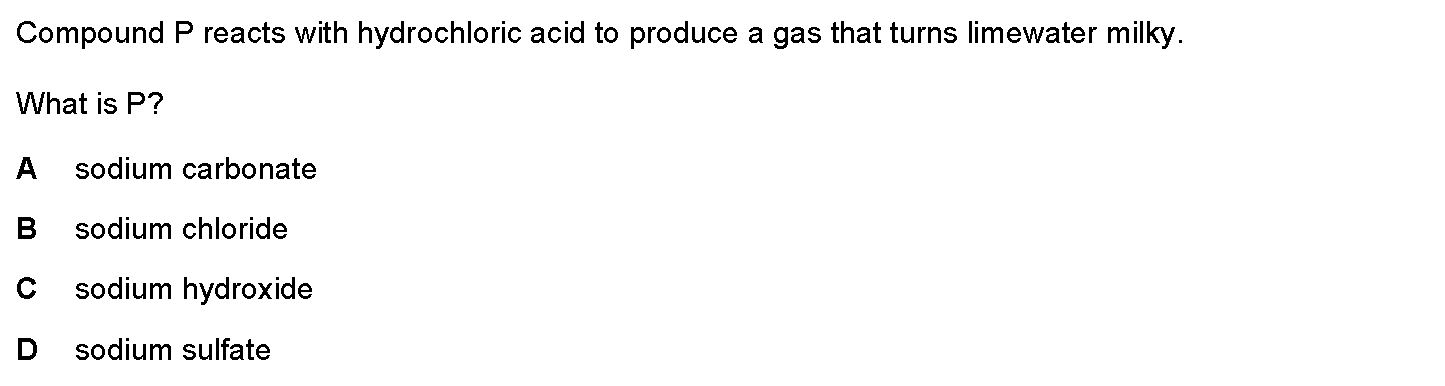 Compound P reacts with hydrochloric acid to produce a gas that turns limewater milky.
What is P?
A sodium carbonate
B sodium chloride
C sodium hydroxide
D sodium sulfate